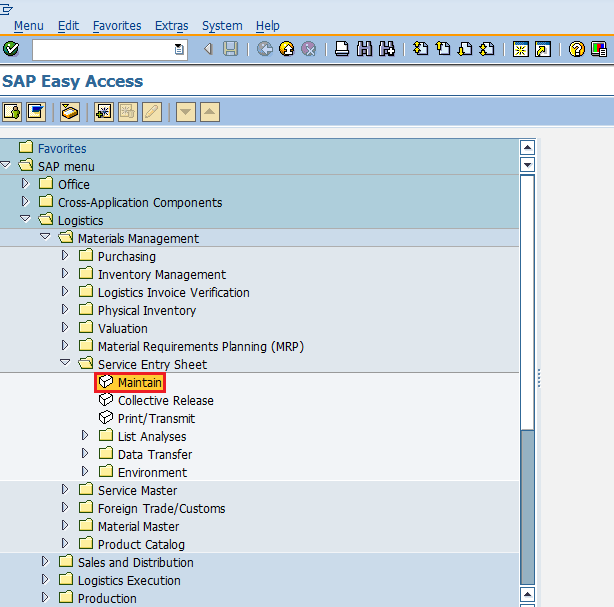 Menu Edit Favorites Extras System Help
SAP Easy Access
Favorites
SAP menu
Office
Cross-Application Components
Logistics
Materials Management
Purchasing
Inventory Management
Logistics Invoice Verification
Physical Inventory
Valuation
Material Requirements Planning (MRP)
Service Entry Sheet
Maintain
Collective Release
Print/Transmit
List Analyses
Data Transfer
Environment
Service Master
Foreign Trade/Customs
Material Master
Product Catalog
Sales and Distribution
Logistics Execution
Production